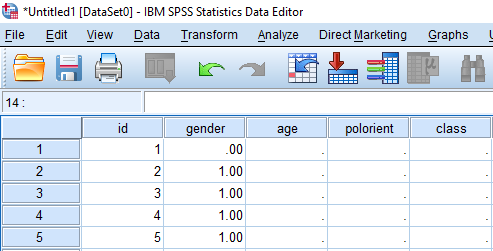 *Untitled1 [DataSet0] - IBM SPSS Statistics Data Editor
File Edit View Data Transform Analyze Direct Marketing Graphs
14 :
id gender age polorient class
1 1 .00 . . .
2 2 1.00 . . .
3 3 1.00 . . .
4 4 1.00 . . .
5 5 1.00 . . .